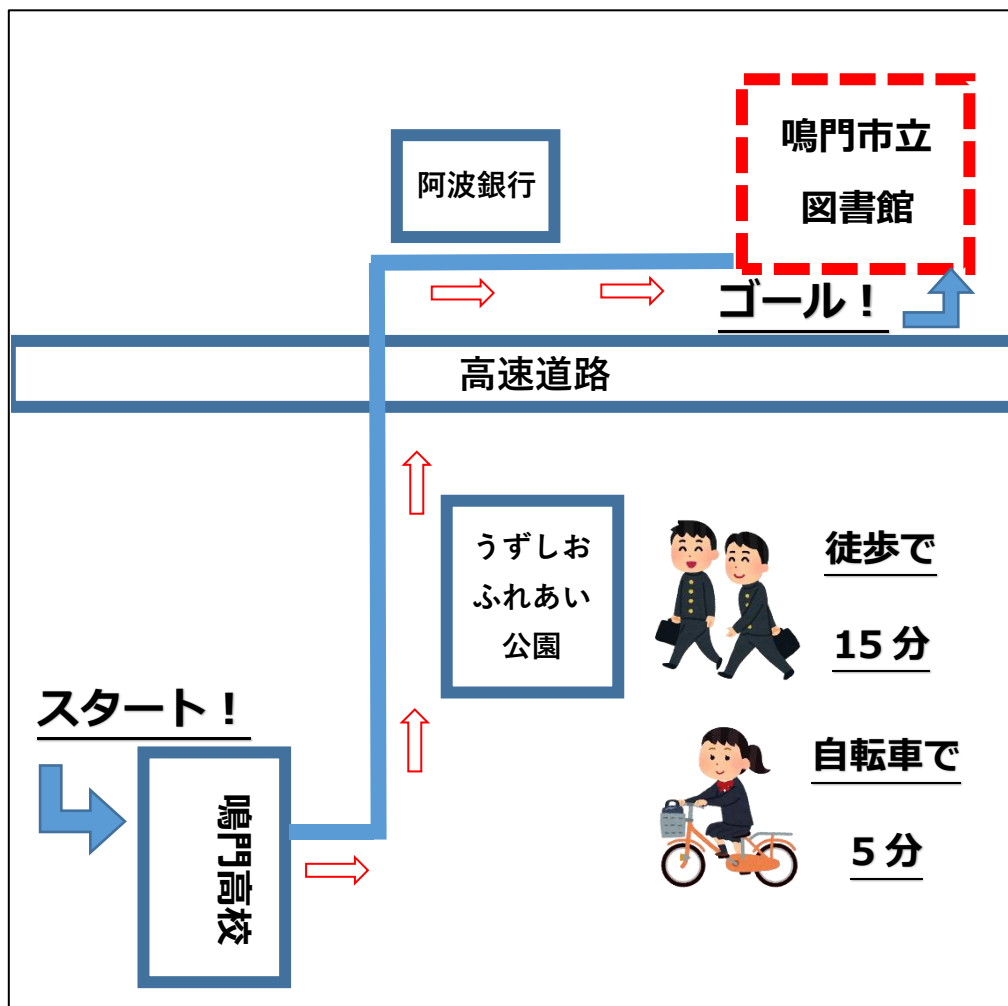 鳴門市立
図書館
阿波銀行
ゴール！
高速道路
うずしお
ふれあい
公園
徒歩で
15分
スタート！
鳴門高校
自転車で
5分